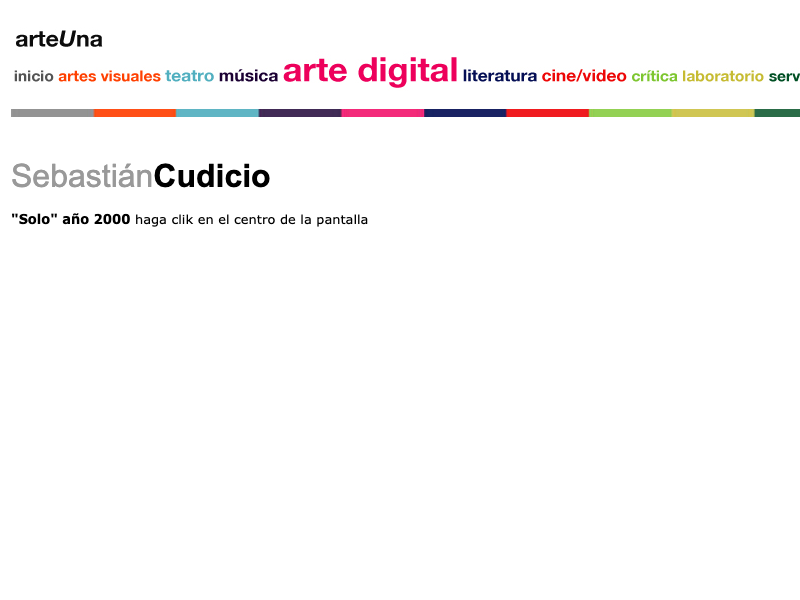 arteUna
inicio artes visuales teatro música arte digital literatura cine/video crítica laboratorio serv
SebastiánCudicio
"Solo" año 2000 haga clik en el centro de la pantalla